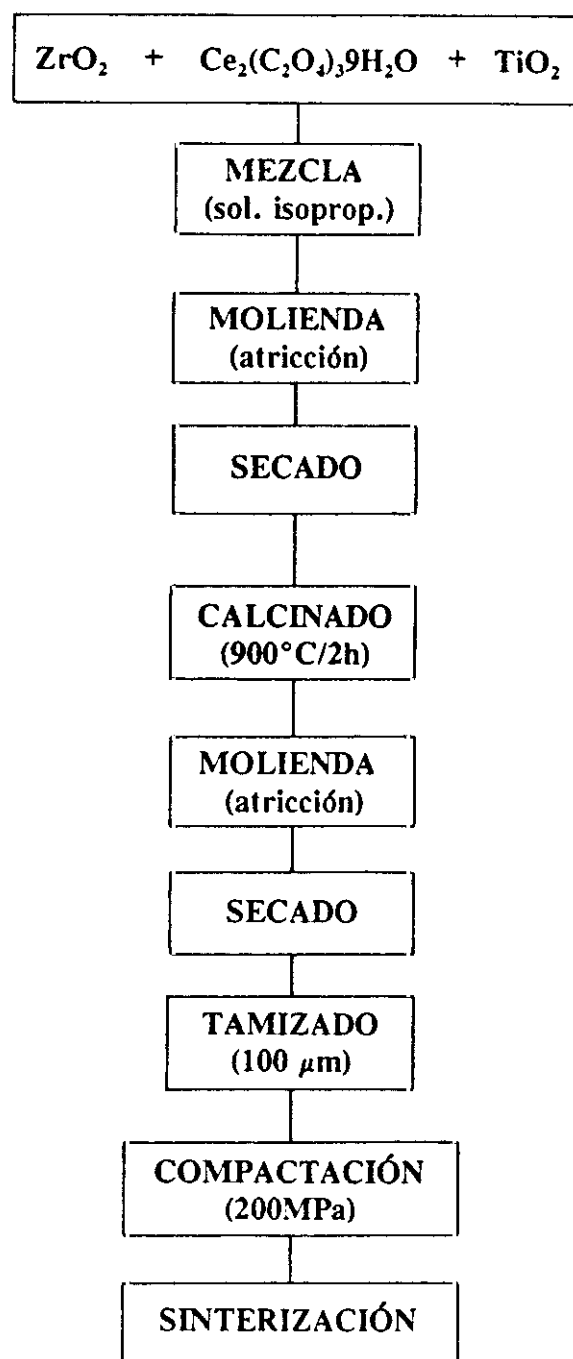 ZrO₂ + Ce₂(C₂O₄)₃9H₂O + TiO₂
MEZCLA
(sol. isoprop.)
MOLIENDA
(atricción)
SECADO
CALCINADO
(900°C/2h)
MOLIENDA
(atricción)
SECADO
TAMIZADO
(100 μm)
COMPACTACIÓN
(200MPa)
SINTERIZACIÓN